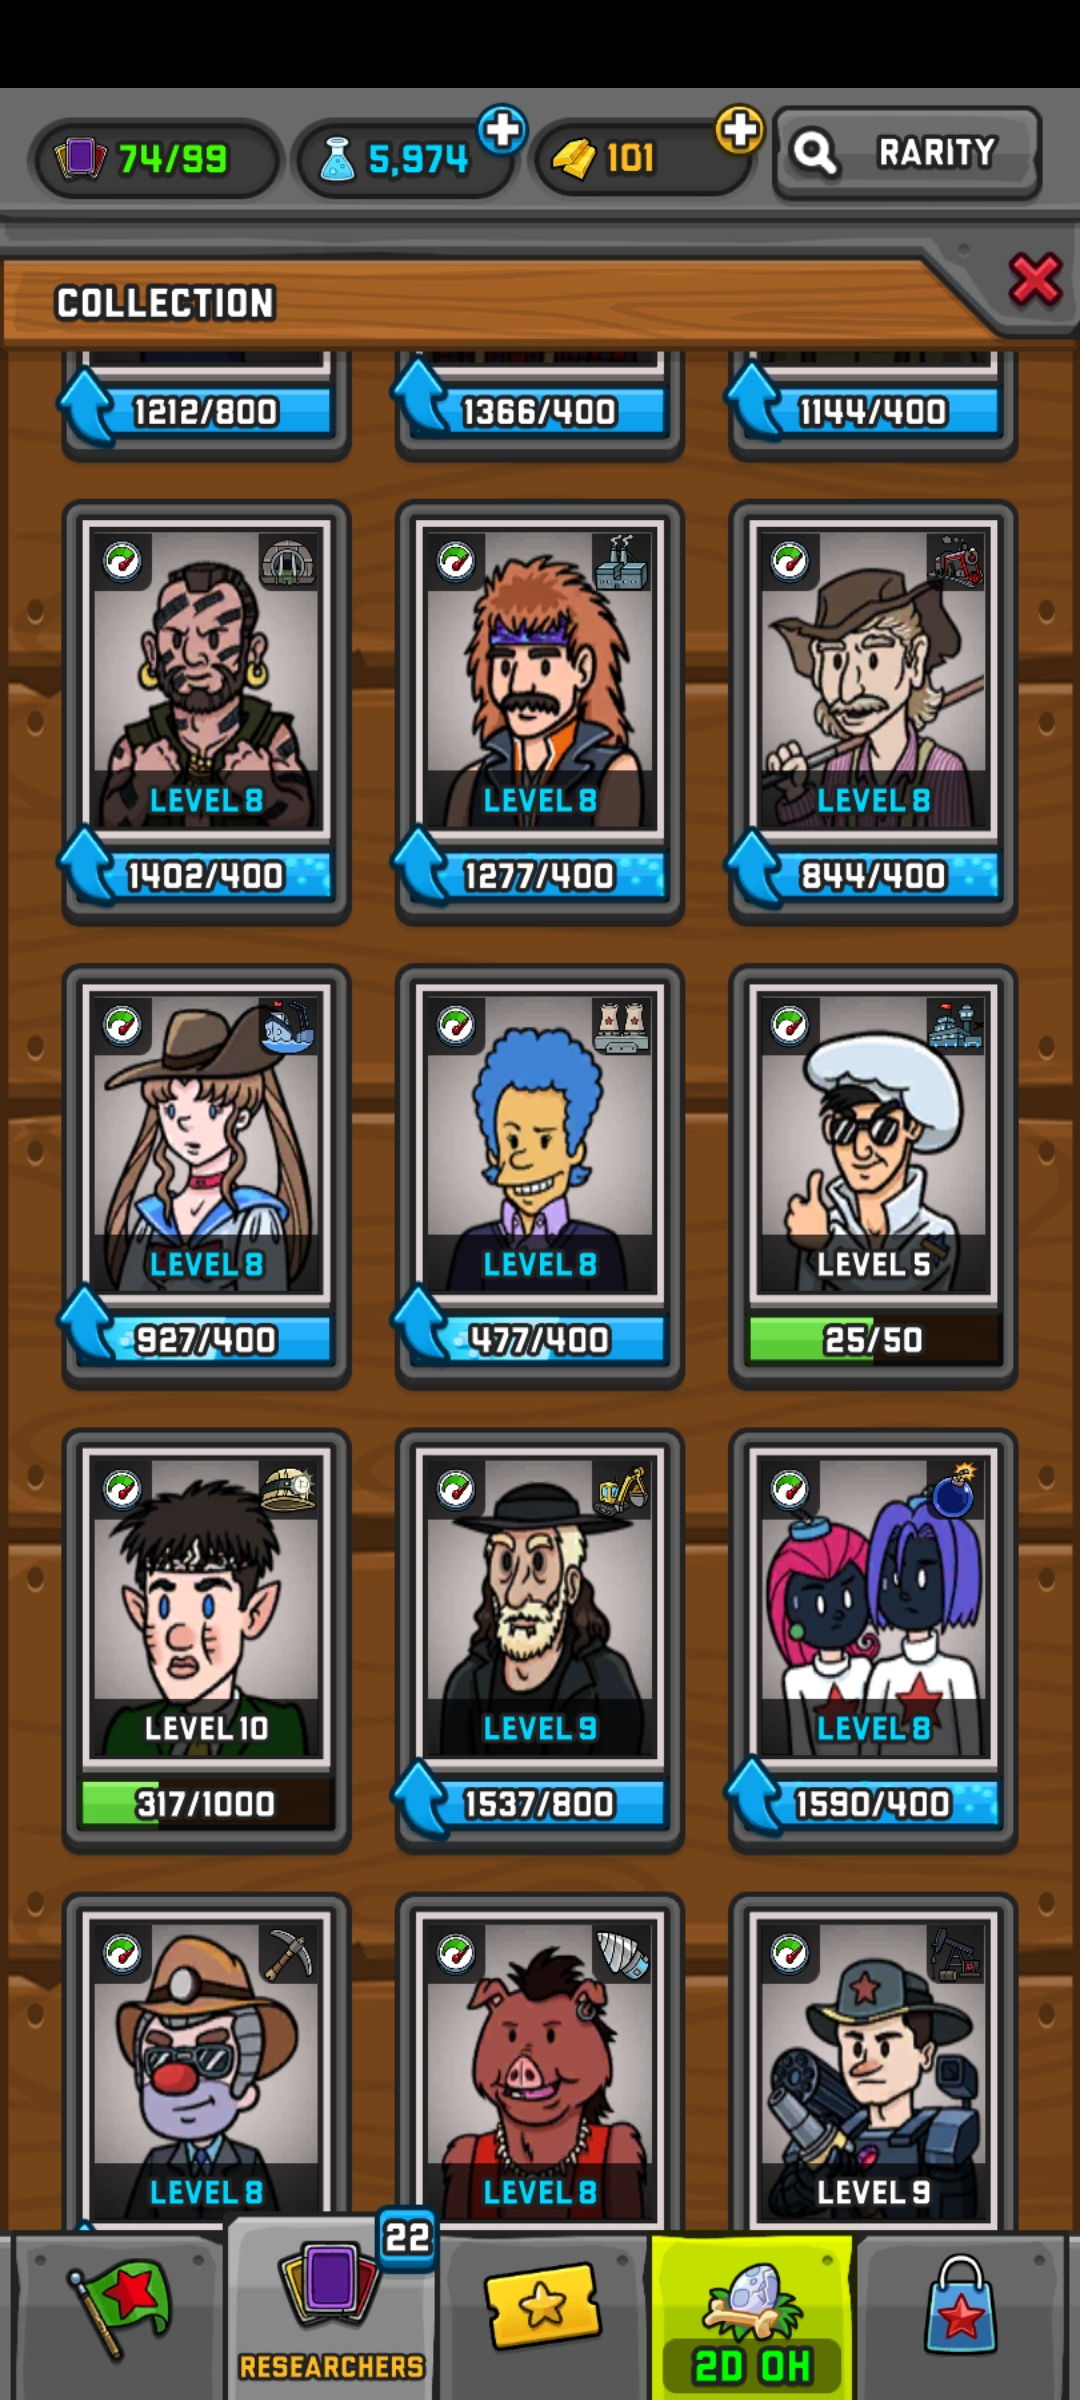 74/99
5,974
101
RARITY
COLLECTION
1212/800
1366/400
1144/400
LEVEL 8
LEVEL 8
LEVEL 8
1402/400
1277/400
844/400
LEVEL 8
LEVEL 8
LEVEL 5
927/400
477/400
25/50
LEVEL 10
LEVEL 9
LEVEL 8
317/1000
1537/800
1590/400
LEVEL 8
LEVEL 8
LEVEL 9
22
RESEARCHERS
2D 0H